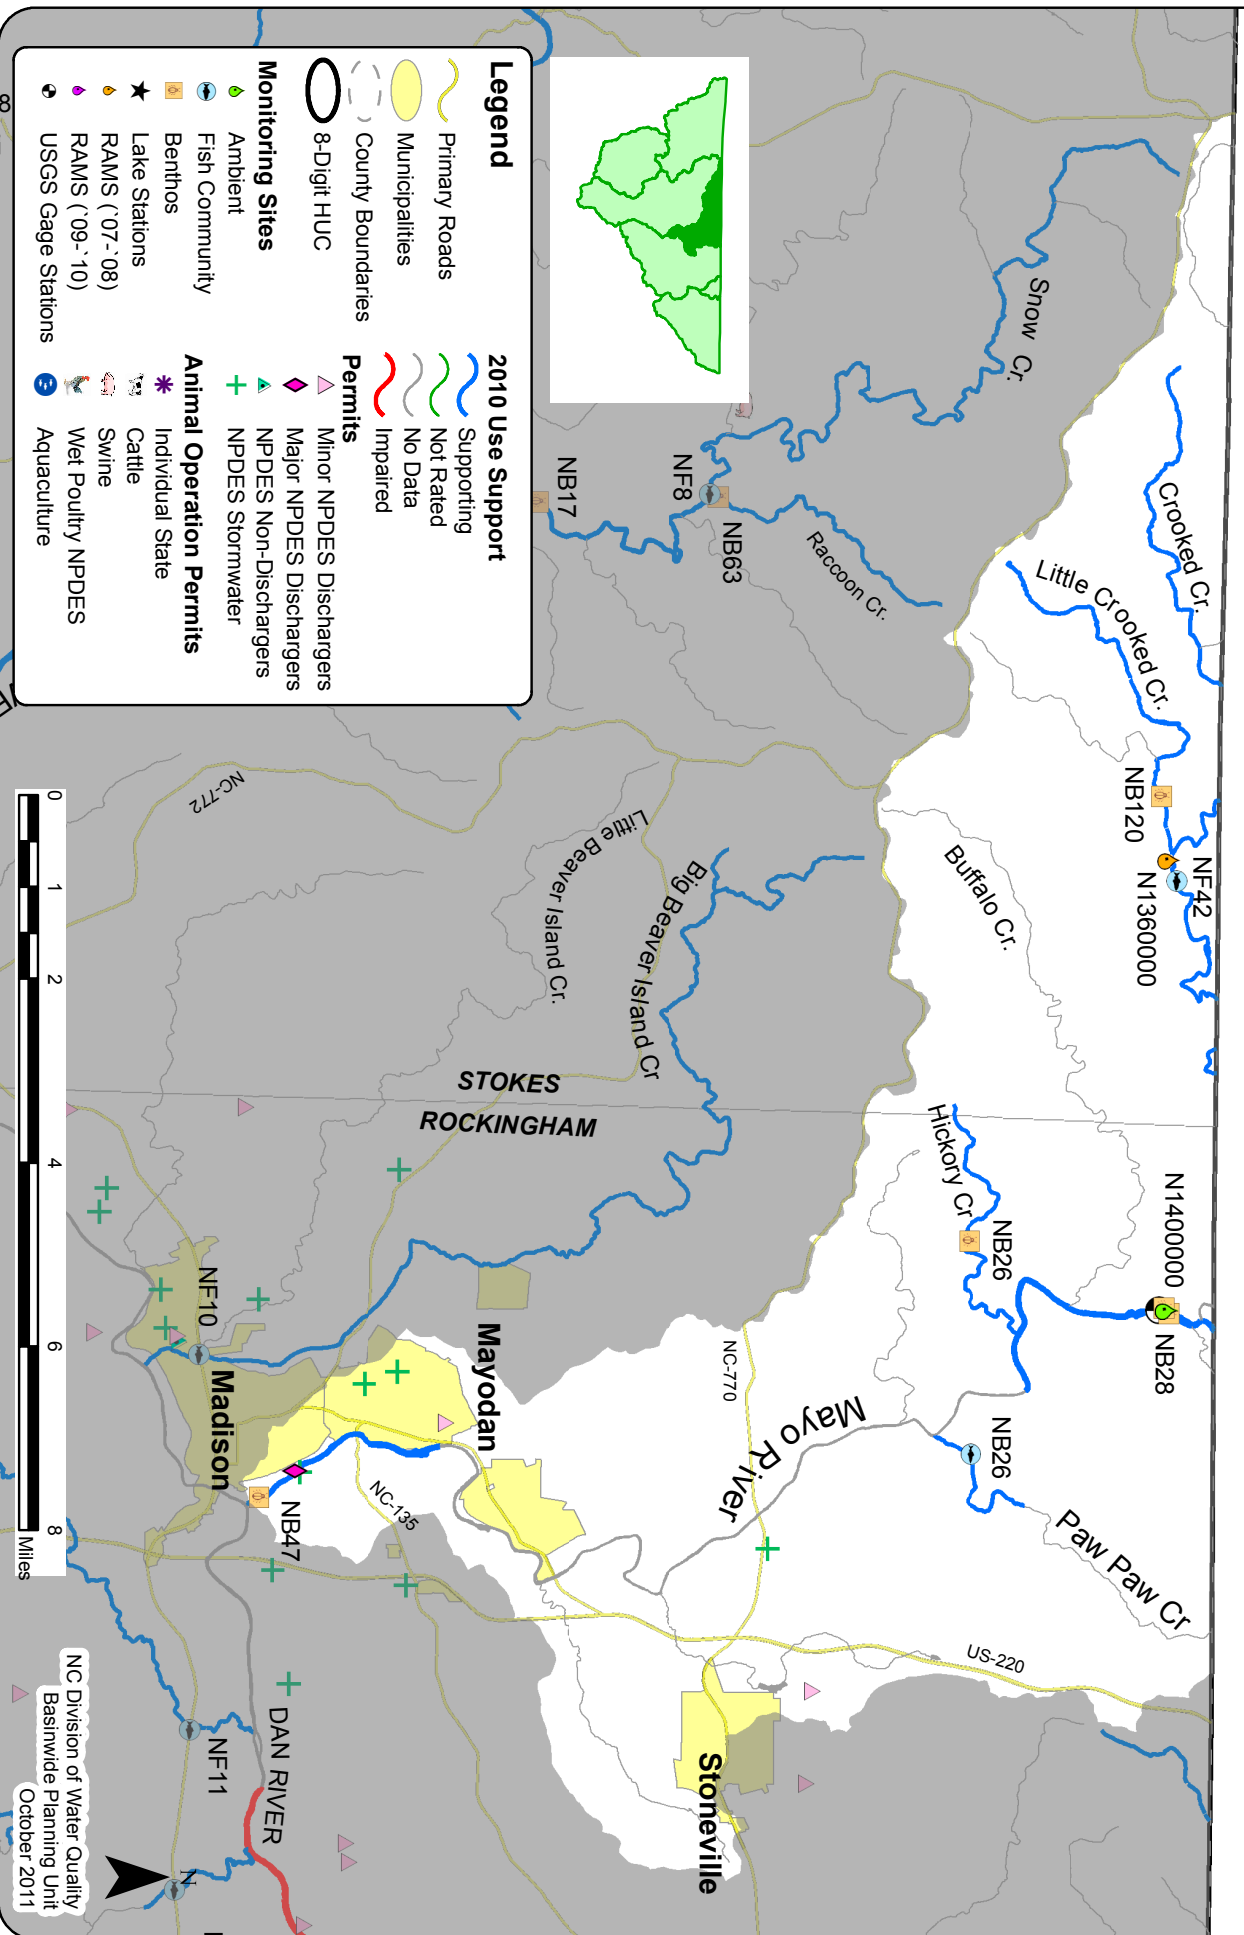 Legend
Primary Roads
Municipalities
County Boundaries
8-Digit HUC
Monitoring Sites
Ambient
Fish Community
Benthos
Lake Stations
RAMS (`07-`08)
RAMS (`09-`10)
USGS Gage Stations
2010 Use Support
Supporting
Not Rated
No Data
Impaired
Permits
Minor NPDES Dischargers
Major NPDES Dischargers
NPDES Non-Dischargers
NPDES Stormwater
Animal Operation Permits
Individual State
Cattle
Swine
Wet Poultry NPDES
Aquaculture
Snow Cr.
Crooked Cr.
Little Crooked Cr.
Raccoon Cr.
NF8
NB63
NB17
NB120
NF42
N1360000
Buffalo Cr.
Little Beaver Island Cr.
Big Beaver Island Cr
NC-772
STOKES
ROCKINGHAM
Hickory Cr
NB26
N1400000
NB28
NB26
Paw Paw Cr
Mayo River
NC-770
US-220
NC-135
Mayodan
Madison
Stoneville
NF10
NB47
NF11
DAN RIVER
0 1 2 4 6 8
Miles
N
8
NC Division of Water Quality
Basinwide Planning Unit
October 2011